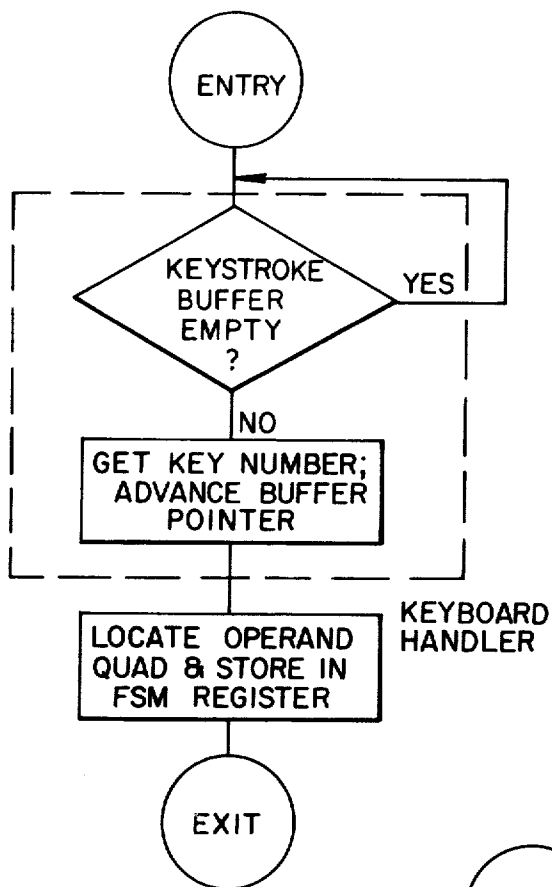 ENTRY
KEYSTROKE
BUFFER
EMPTY
?
YES
NO
GET KEY NUMBER;
ADVANCE BUFFER
POINTER
KEYBOARD
HANDLER
LOCATE OPERAND
QUAD & STORE IN
FSM REGISTER
EXIT